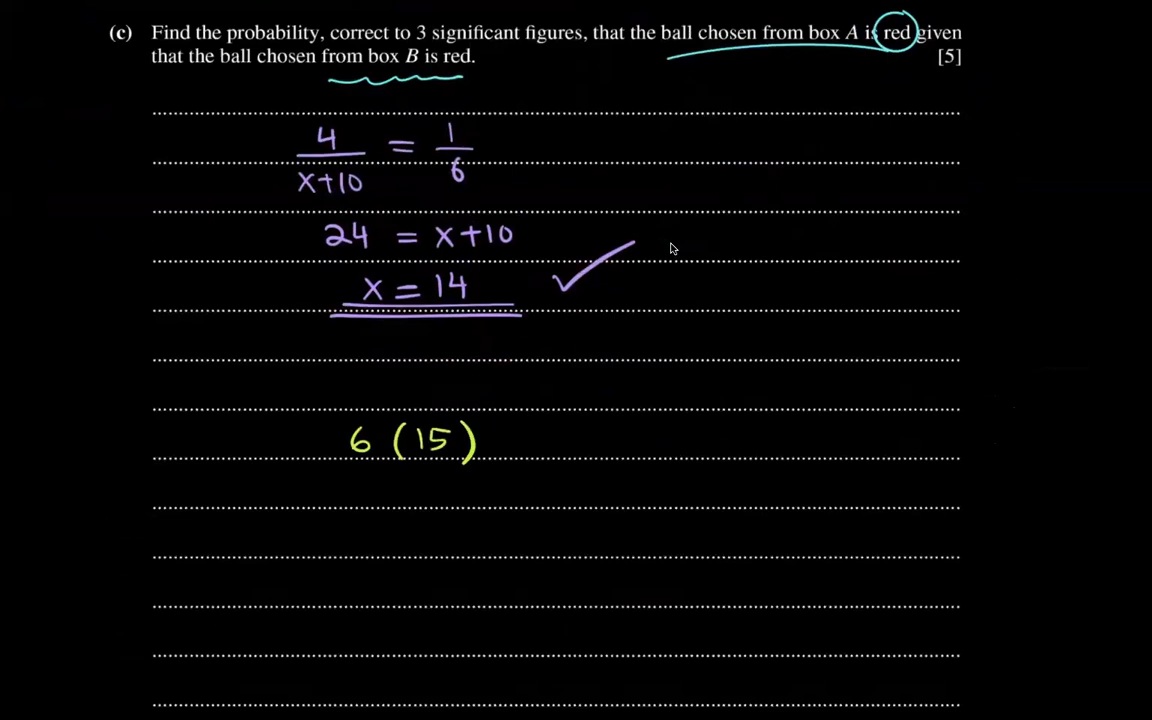 (c) Find the probability, correct to 3 significant figures, that the ball chosen from box A is red given
that the ball chosen from box B is red. [5]
4/(x+10) = 1/6
24 = x+10
x = 14 ✓
6 (15)